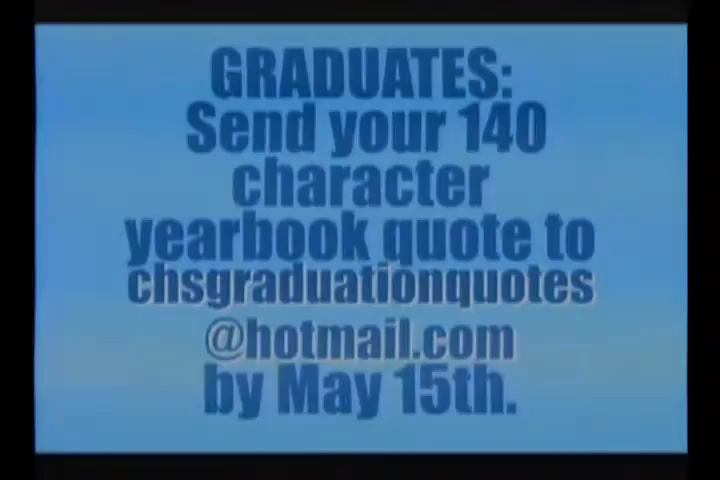 GRADUATES:
Send your 140
character
yearbook quote to
chsgraduationquotes
@hotmail.com
by May 15th.